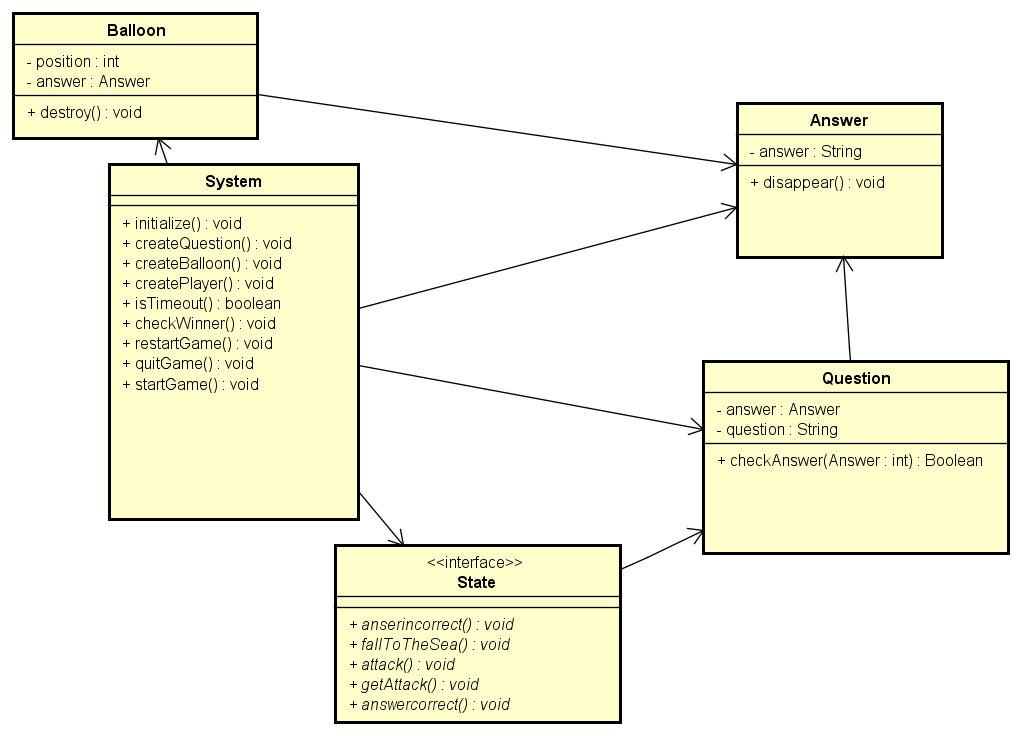 Balloon
- position : int
- answer : Answer
+ destroy() : void
Answer
- answer : String
+ disappear() : void
System
+ initialize() : void
+ createQuestion() : void
+ createBalloon() : void
+ createPlayer() : void
+ isTimeout() : boolean
+ checkWinner() : void
+ restartGame() : void
+ quitGame() : void
+ startGame() : void
Question
- answer : Answer
- question : String
+ checkAnswer(Answer : int) : Boolean
<<interface>>
State
+ anserincorrect() : void
+ fallToTheSea() : void
+ attack() : void
+ getAttack() : void
+ answercorrect() : void